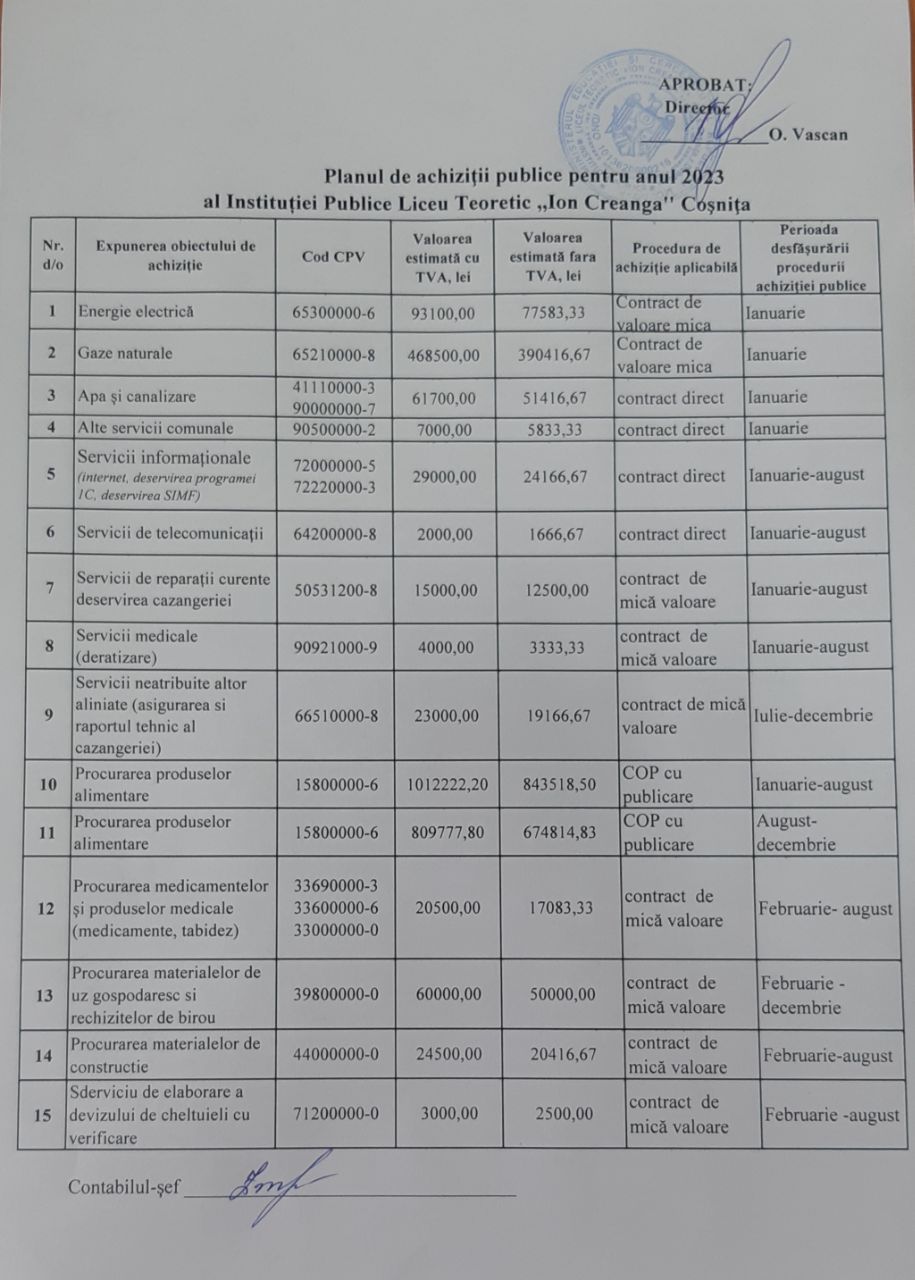 APROBAT:
Director
O. Vascan
Planul de achiziții publice pentru anul 2023
al Instituției Publice Liceu Teoretic „Ion Creanga" Coșnița
Nr. d/o Expunerea obiectului de achiziție Cod CPV Valoarea estimată cu TVA, lei Valoarea estimată fara TVA, lei Procedura de achiziție aplicabilă Perioada desfășurării procedurii achiziției publice
1 Energie electrică 65300000-6 93100,00 77583,33 Contract de valoare mica Ianuarie
2 Gaze naturale 65210000-8 468500,00 390416,67 Contract de valoare mica Ianuarie
3 Apa și canalizare 41110000-3 90000000-7 61700,00 51416,67 contract direct Ianuarie
4 Alte servicii comunale 90500000-2 7000,00 5833,33 contract direct Ianuarie
5 Servicii informaționale (internet, deservirea programei 1C, deservirea SIMF) 72000000-5 72220000-3 29000,00 24166,67 contract direct Ianuarie-august
6 Servicii de telecomunicații 64200000-8 2000,00 1666,67 contract direct Ianuarie-august
7 Servicii de reparații curente deservirea cazangeriei 50531200-8 15000,00 12500,00 contract de mică valoare Ianuarie-august
8 Servicii medicale (deratizare) 90921000-9 4000,00 3333,33 contract de mică valoare Ianuarie-august
9 Servicii neatribuite altor aliniate (asigurarea si raportul tehnic al cazangeriei) 66510000-8 23000,00 19166,67 contract de mică valoare Iulie-decembrie
10 Procurarea produselor alimentare 15800000-6 1012222,20 843518,50 COP cu publicare Ianuarie-august
11 Procurarea produselor alimentare 15800000-6 809777,80 674814,83 COP cu publicare August-decembrie
12 Procurarea medicamentelor și produselor medicale (medicamente, tabidez) 33690000-3 33600000-6 33000000-0 20500,00 17083,33 contract de mică valoare Februarie- august
13 Procurarea materialelor de uz gospodaresc si rechizitelor de birou 39800000-0 60000,00 50000,00 contract de mică valoare Februarie - decembrie
14 Procurarea materialelor de constructie 44000000-0 24500,00 20416,67 contract de mică valoare Februarie-august
15 Sderviciu de elaborare a devizului de cheltuieli cu verificare 71200000-0 3000,00 2500,00 contract de mică valoare Februarie -august
Contabilul-șef